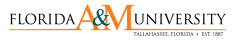 FLORIDA A&M UNIVERSITY
TALLAHASSEE, FLORIDA • EST. 1887